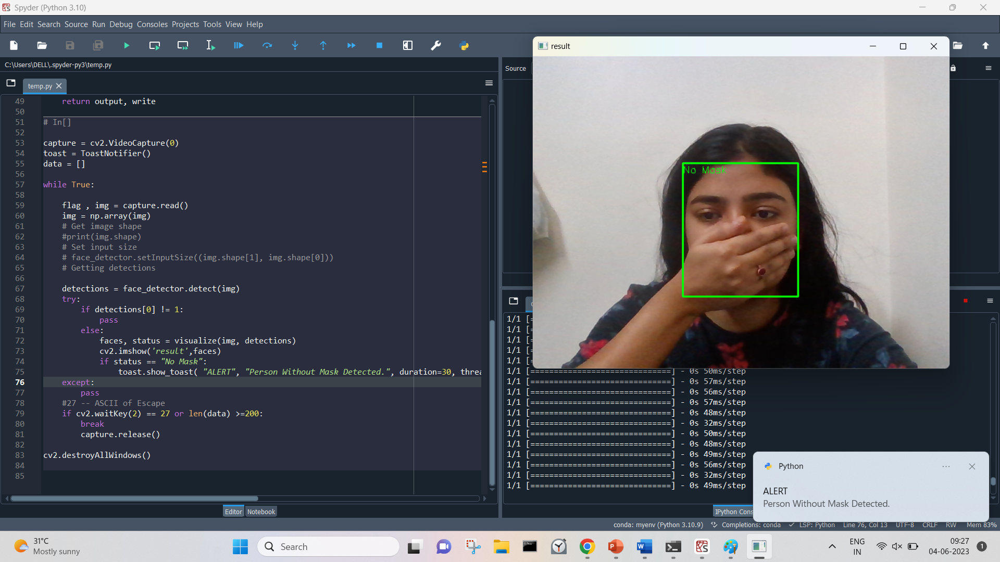 Spyder (Python 3.10)
File Edit Search Source Run Debug Consoles Projects Tools View Help
C:\Users\DELL\.spyder-py3\temp.py
temp.py
49 return output, write
50
51 # In[]
52
53 capture = cv2.VideoCapture(0)
54 toast = ToastNotifier()
55 data = []
56
57 while True:
58
59 flag , img = capture.read()
60 img = np.array(img)
61 # Get image shape
62 #print(img.shape)
63 # Set input size
64 # face_detector.setInputSize((img.shape[1], img.shape[0]))
65 # Getting detections
66
67 detections = face_detector.detect(img)
68 try:
69 if detections[0] != 1:
70 pass
71 else:
72 faces, status = visualize(img, detections)
73 cv2.imshow('result',faces)
74 if status == "No Mask":
75 toast.show_toast( "ALERT", "Person Without Mask Detected.", duration=30, threa
76 except:
77 pass
78 #27 -- ASCII of Escape
79 if cv2.waitKey(2) == 27 or len(data) >=200:
80 break
81 capture.release()
82
83 cv2.destroyAllWindows()
84
85
Editor Notebook
Source
result
No Mask
1/1 [=
1/1 [=
1/1 [=
1/1 [=
1/1 [=
1/1 [==============================] - 0s 50ms/step
1/1 [==============================] - 0s 57ms/step
1/1 [==============================] - 0s 56ms/step
1/1 [==============================] - 0s 57ms/step
1/1 [==============================] - 0s 48ms/step
1/1 [==============================] - 0s 32ms/step
1/1 [==============================] - 0s 50ms/step
1/1 [==============================] - 0s 48ms/step
1/1 [==============================] - 0s 49ms/step
1/1 [==============================] - 0s 56ms/step
1/1 [==============================] - 0s 32ms/step
1/1 [==============================] - 0s 49ms/step
IPython Cons
Python
ALERT
Person Without Mask Detected.
conda: myenv (Python 3.10.9) Completions: conda LSP: Python Line 76, Col 13 UTF-8 CRLF RW Mem 83%
31°C
Mostly sunny
Search
ENG
IN
09:27
04-06-2023
1